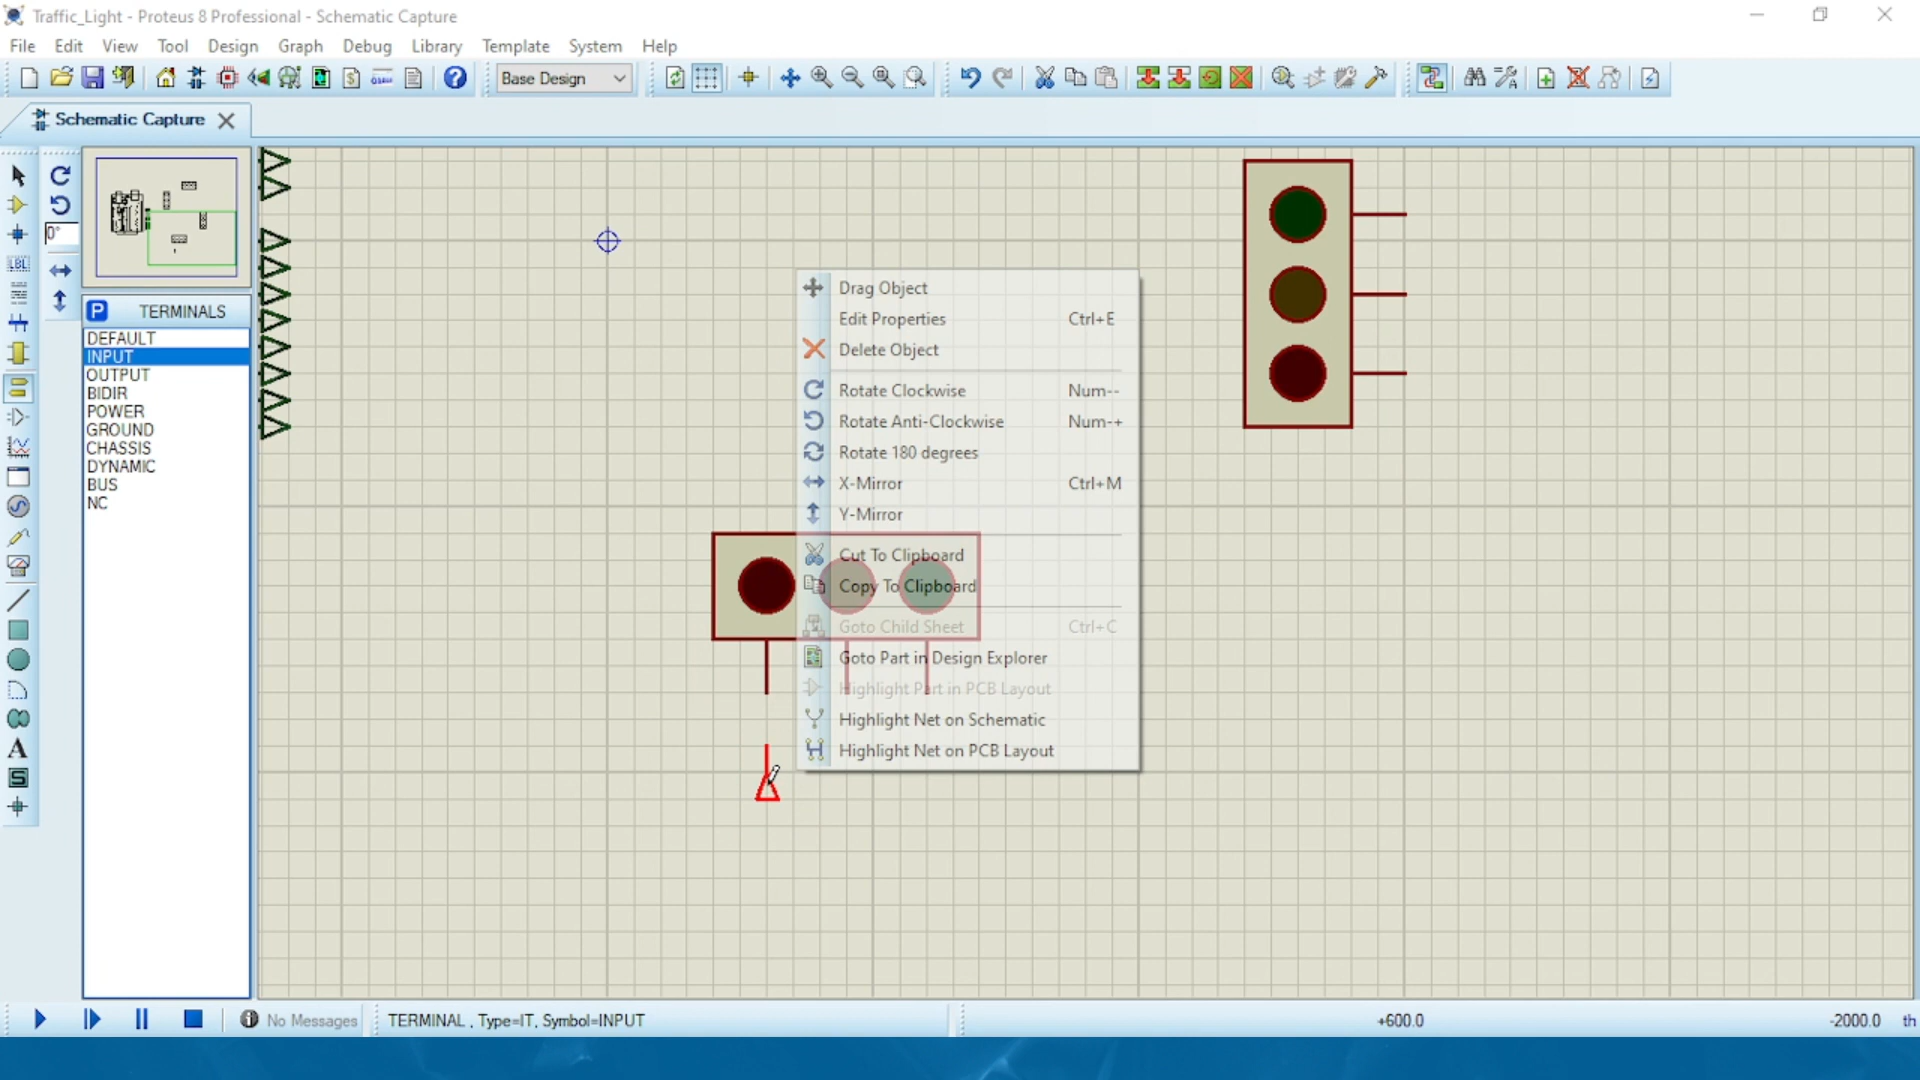 Traffic_Light - Proteus 8 Professional - Schematic Capture
File Edit View Tool Design Graph Debug Library Template System Help
Base Design
Schematic Capture
LBL
0°
P TERMINALS
DEFAULT
INPUT
OUTPUT
BIDIR
POWER
GROUND
CHASSIS
DYNAMIC
BUS
NC
A
S
Drag Object
Edit Properties Ctrl+E
Delete Object
Rotate Clockwise Num--
Rotate Anti-Clockwise Num-+
Rotate 180 degrees
X-Mirror Ctrl+M
Y-Mirror
Cut To Clipboard
Copy To Clipboard
Goto Child Sheet Ctrl+C
Goto Part in Design Explorer
Highlight Part in PCB Layout
Highlight Net on Schematic
Highlight Net on PCB Layout
No Messages TERMINAL , Type=IT, Symbol=INPUT +600.0 -2000.0 th